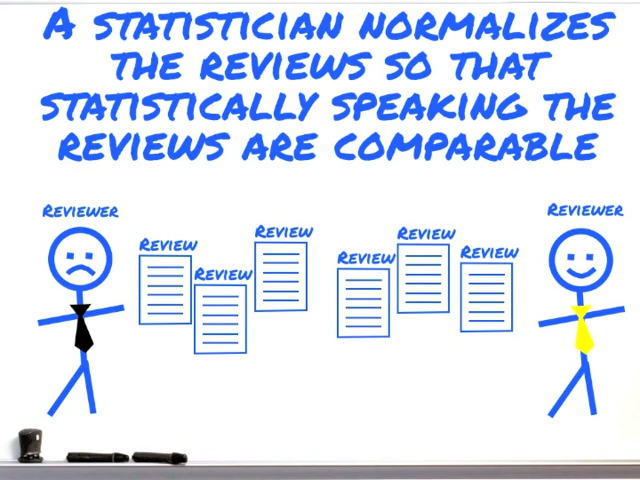 A STATISTICIAN NORMALIZES
THE REVIEWS SO THAT
STATISTICALLY SPEAKING THE
REVIEWS ARE COMPARABLE
REVIEWER
REVIEW
REVIEW
REVIEW
REVIEW
REVIEW
REVIEW
REVIEWER